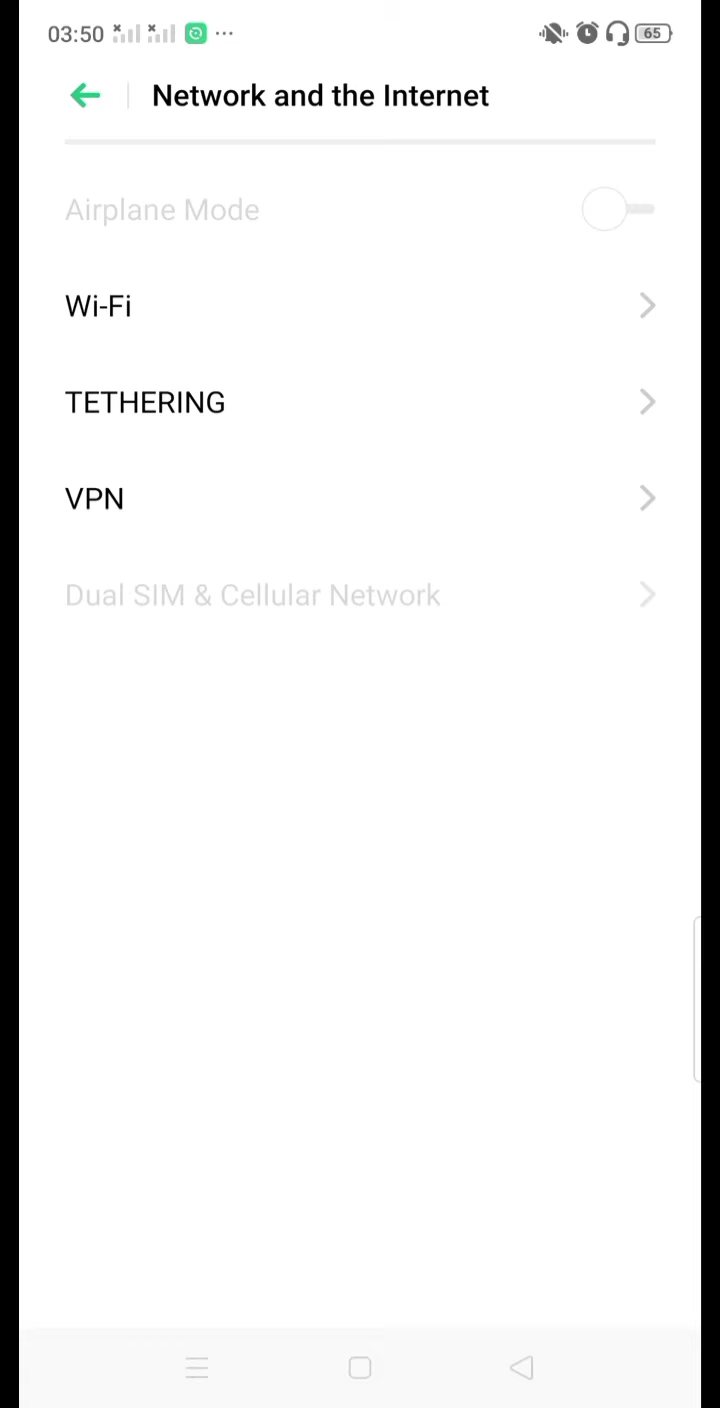 03:50 ... 65
Network and the Internet
Airplane Mode
Wi-Fi
TETHERING
VPN
Dual SIM & Cellular Network